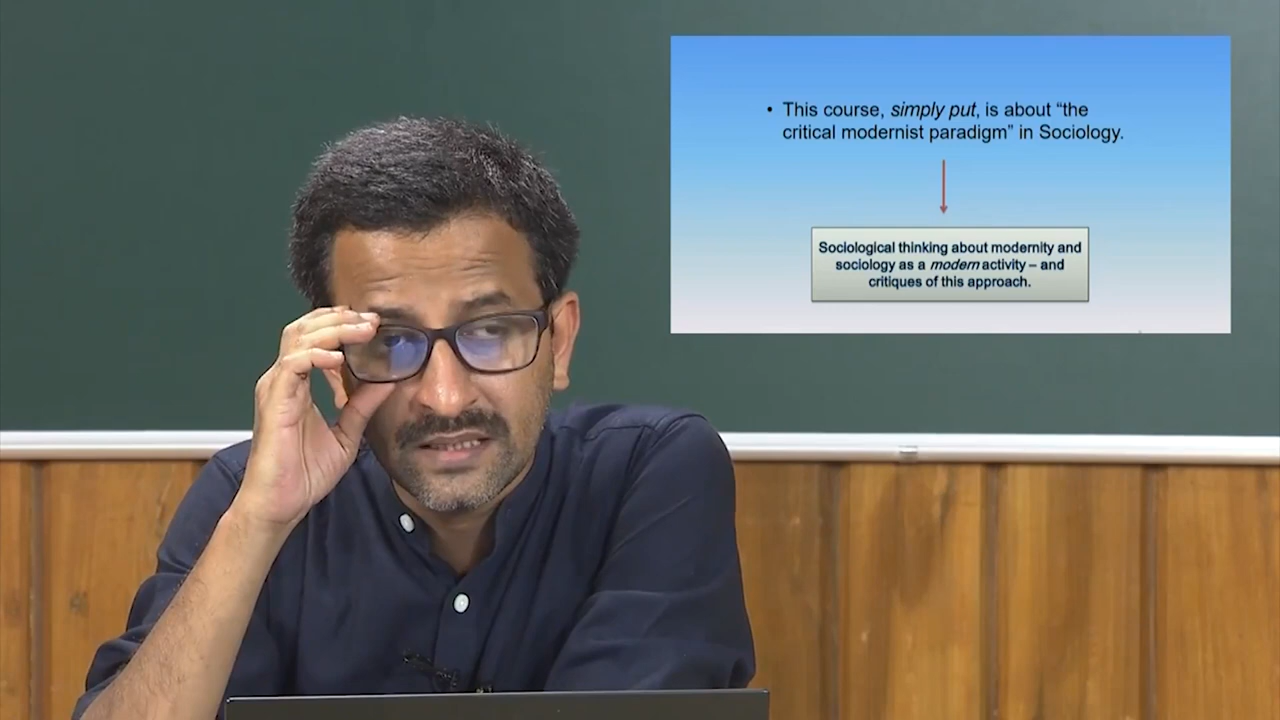 • This course, simply put, is about “the
critical modernist paradigm” in Sociology.
Sociological thinking about modernity and
sociology as a modern activity – and
critiques of this approach.